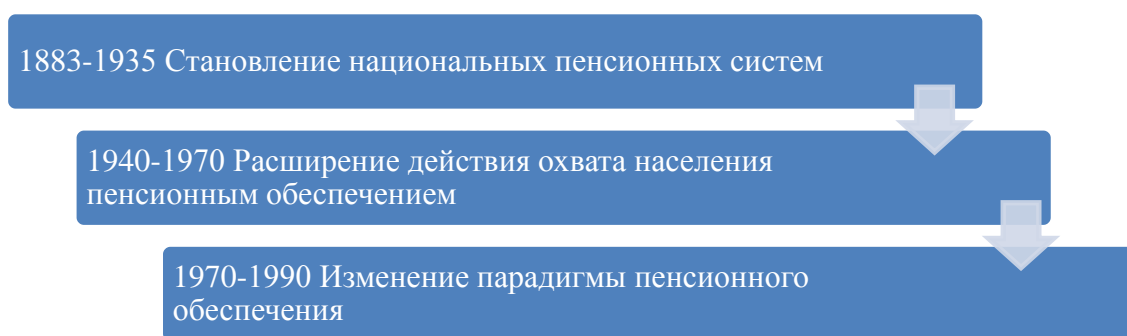 1883-1935 Становление национальных пенсионных систем
1940-1970 Расширение действия охвата населения
пенсионным обеспечением
1970-1990 Изменение парадигмы пенсионного
обеспечения